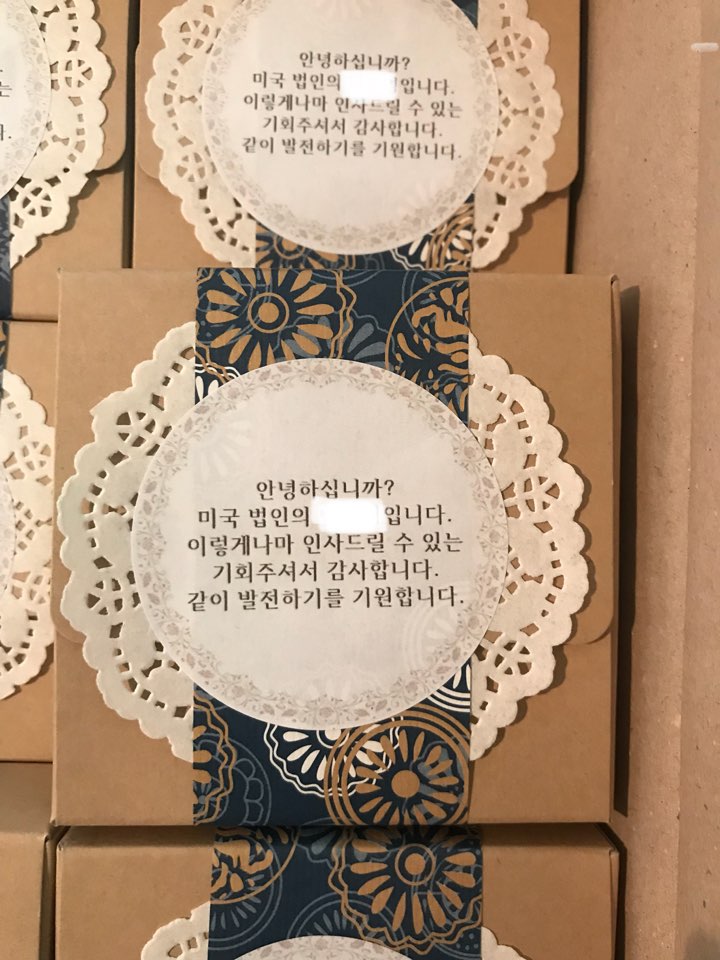 안녕하십니까?
미국 법인의 입니다.
이렇게나마 인사드릴 수 있는
기회주셔서 감사합니다.
같이 발전하기를 기원합니다.
안녕하십니까?
미국 법인의 입니다.
이렇게나마 인사드릴 수 있는
기회주셔서 감사합니다.
같이 발전하기를 기원합니다.